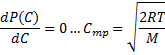 dP(C)/dC = 0 ... C_mp = √(2RT/M)